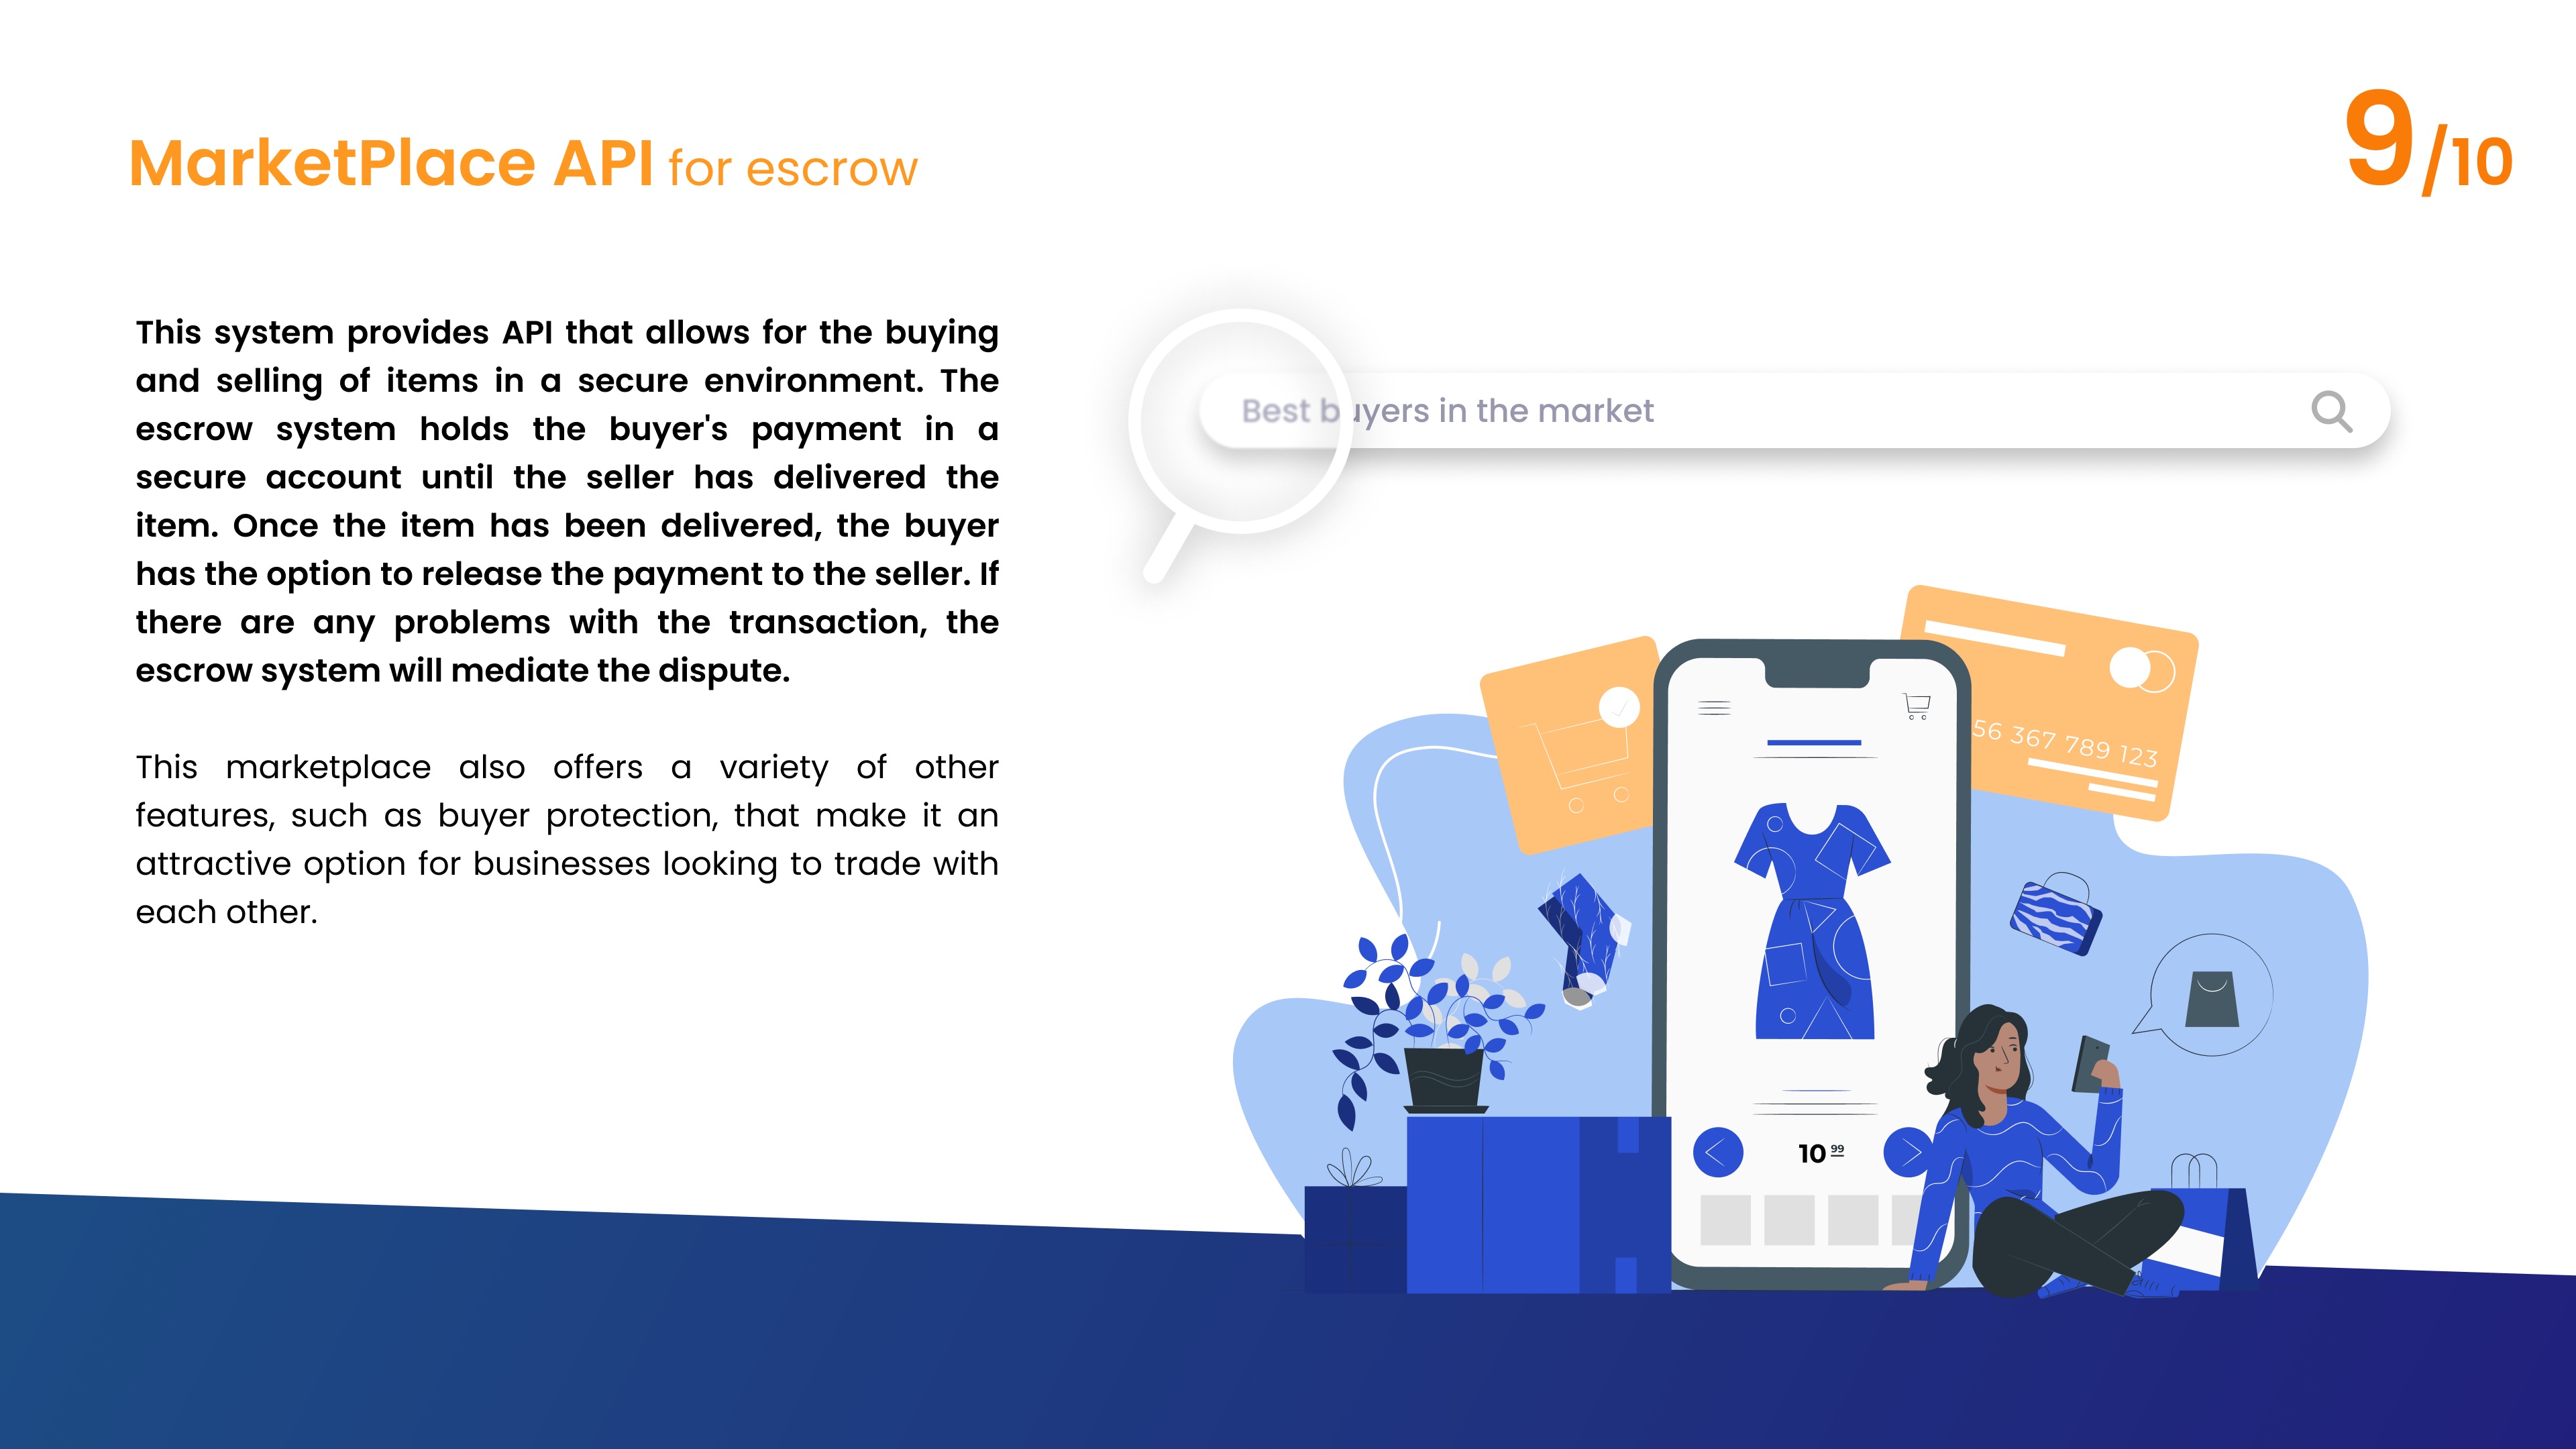 MarketPlace API for escrow
9/10
This system provides API that allows for the buying
and selling of items in a secure environment. The
escrow system holds the buyer's payment in a
secure account until the seller has delivered the
item. Once the item has been delivered, the buyer
has the option to release the payment to the seller. If
there are any problems with the transaction, the
escrow system will mediate the dispute.
This marketplace also offers a variety of other
features, such as buyer protection, that make it an
attractive option for businesses looking to trade with
each other.
Best buyers in the market
56 367 789 123
10 99